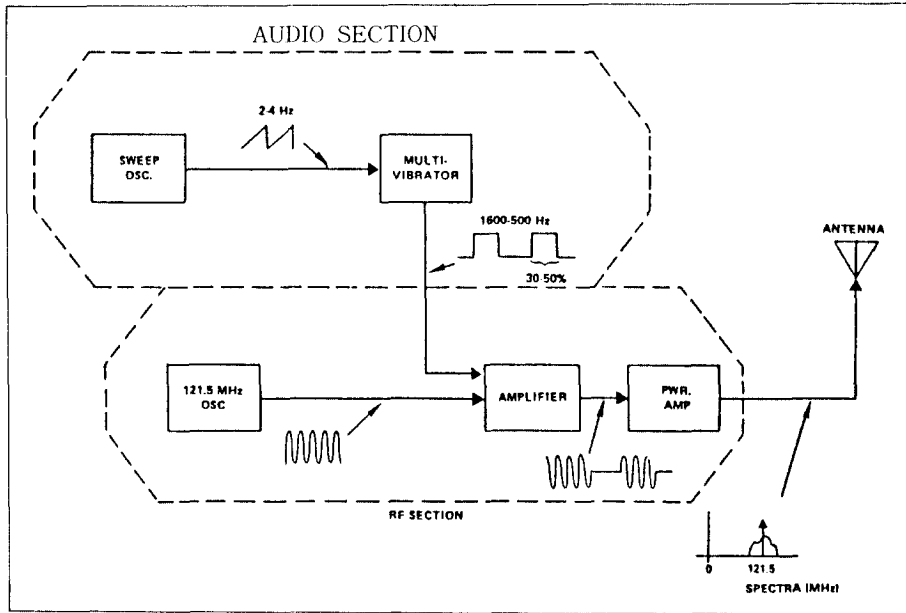 AUDIO SECTION
2-4 Hz
SWEEP
OSC.
MULTI-
VIBRATOR
1600-500 Hz
30-50%
ANTENNA
121.5 MHz
OSC
AMPLIFIER
PWR.
AMP
RF SECTION
0
121.5
SPECTRA (MHz)